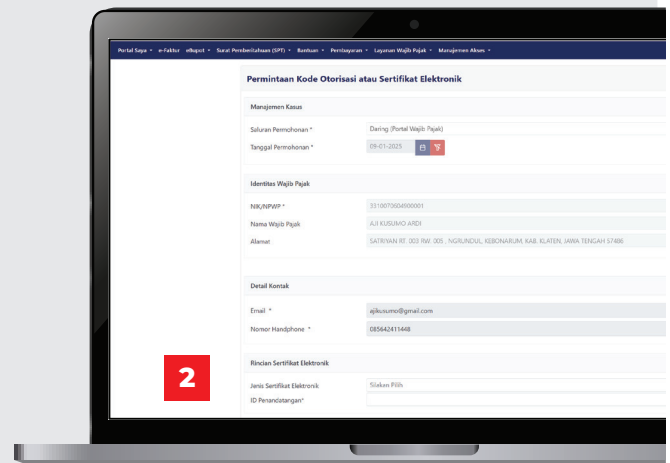 Portal Saya e-Faktur eBupot Surat Pemberitahuan (SPT) Bantuan Pembayaran Layanan Wajib Pajak Manajemen Akses
Permintaan Kode Otorisasi atau Sertifikat Elektronik
Manajemen Kasus
Saluran Permohonan * Daring (Portal Wajib Pajak)
Tanggal Permohonan * 09-01-2025
Identitas Wajib Pajak
NIK/NPWP * 3310070604900001
Nama Wajib Pajak AJI KUSUMO ARDI
Alamat SATRIYAN RT. 003 RW. 005 , NGRUNDUL, KEBONARUM, KAB. KLATEN, JAWA TENGAH 57486
Detail Kontak
Email * ajikusumo@gmail.com
Nomor Handphone * 085642411448
Rincian Sertifikat Elektronik
Jenis Sertifikat Elektronik Silakan Pilih
ID Penandatangan*
2